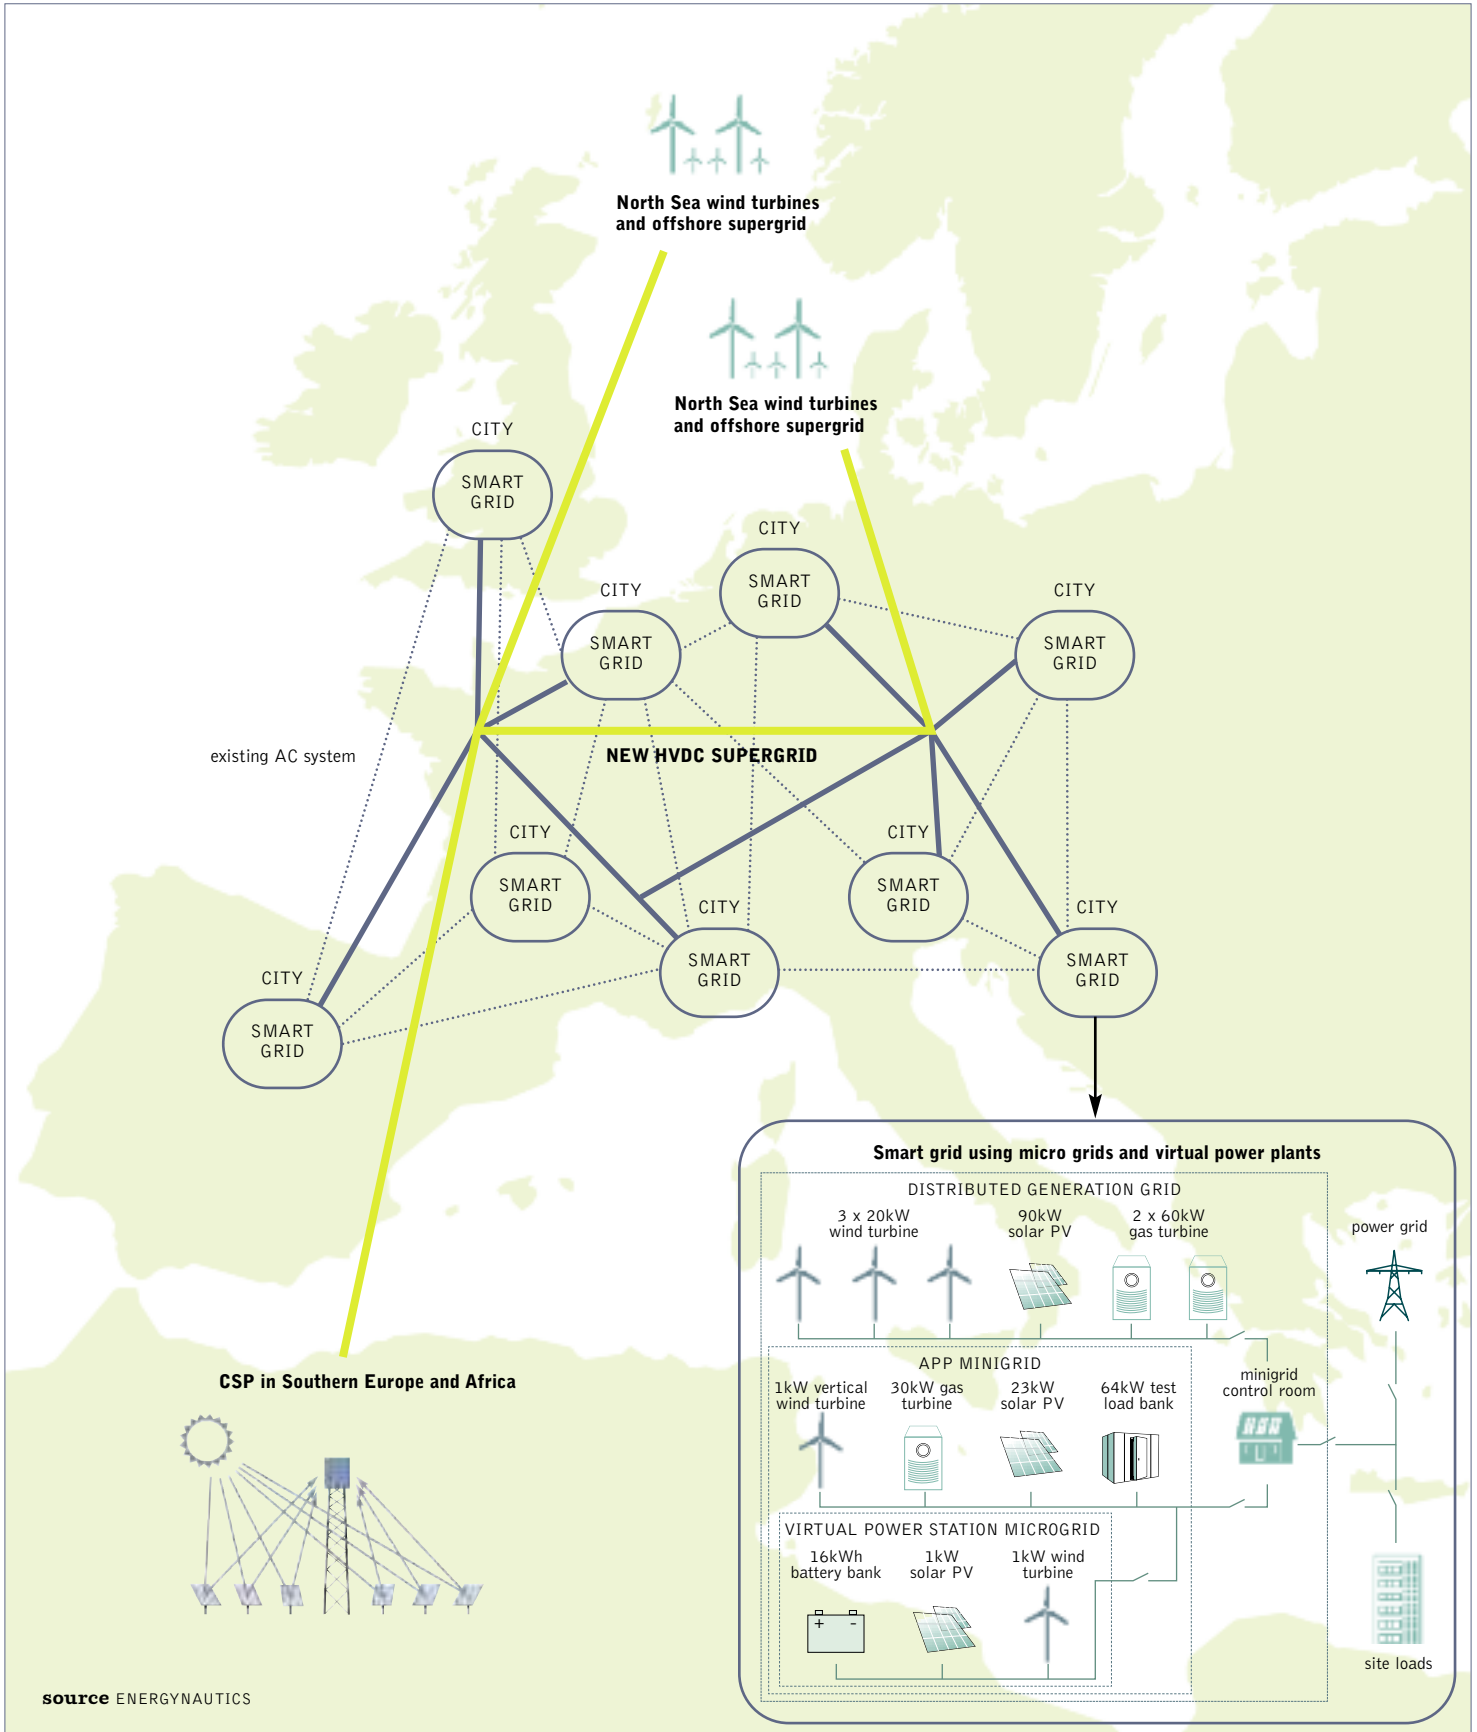 North Sea wind turbines
and offshore supergrid
North Sea wind turbines
and offshore supergrid
CITY
SMART
GRID
CITY
SMART
GRID
CITY
SMART
GRID
CITY
SMART
GRID
existing AC system
NEW HVDC SUPERGRID
CITY
SMART
GRID
CITY
SMART
GRID
CITY
SMART
GRID
CITY
SMART
GRID
CITY
SMART
GRID
CSP in Southern Europe and Africa
Smart grid using micro grids and virtual power plants
DISTRIBUTED GENERATION GRID
3 x 20kW
wind turbine
90kW
solar PV
2 x 60kW
gas turbine
power grid
APP MINIGRID
1kW vertical
wind turbine
30kW gas
turbine
23kW
solar PV
64kW test
load bank
minigrid
control room
VIRTUAL POWER STATION MICROGRID
16kWh
battery bank
1kW
solar PV
1kW wind
turbine
+ -
site loads
source ENERGYNAUTICS